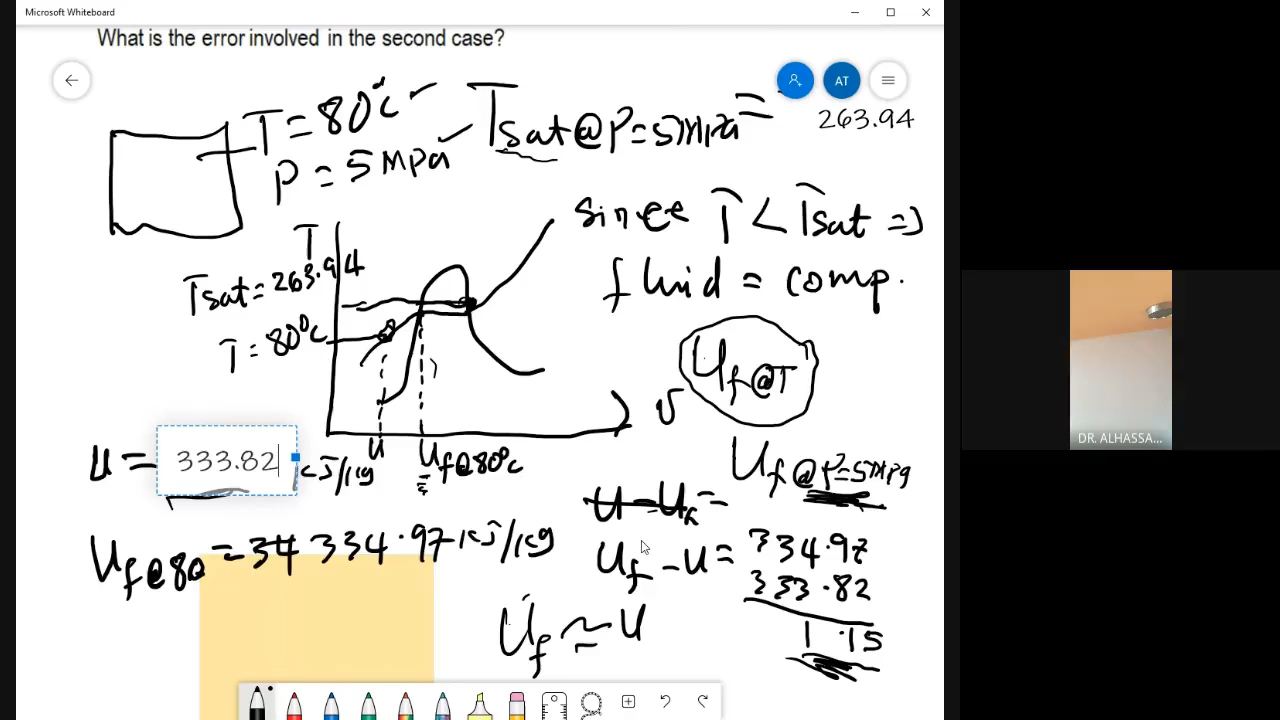 Microsoft Whiteboard
What is the error involved in the second case?
AT
T = 80°C
P = 5 MPa
Tsat@P=5MPa =
263.94
since T < Tsat =>
fluid = comp.
T
Tsat = 263.94
T = 80°C
Uf@T
u
Uf@80°C
u = 333.82 kJ/kg
Uf@P=5MPa
Uf@80 = 34 334.97 kJ/kg
Uf - u = 334.97
333.82
1.15
Uf ≃ u
DR. ALHASSA...